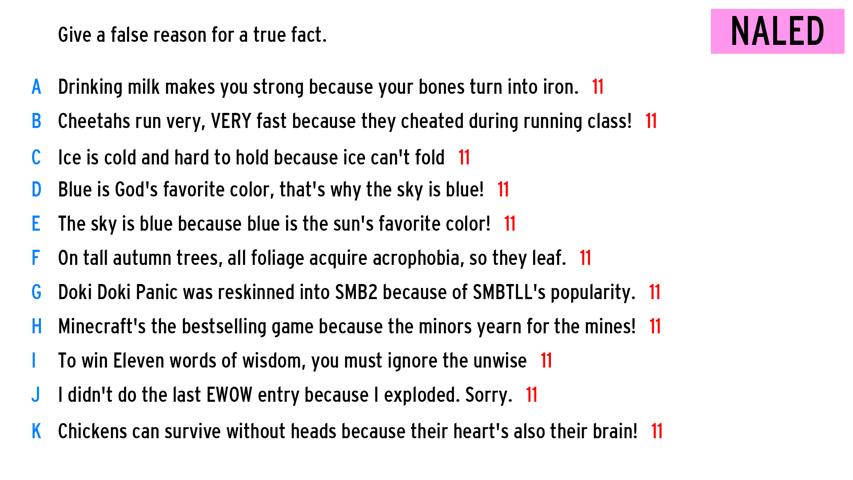 Give a false reason for a true fact.
NALED
A Drinking milk makes you strong because your bones turn into iron. 11
B Cheetahs run very, VERY fast because they cheated during running class! 11
C Ice is cold and hard to hold because ice can't fold 11
D Blue is God's favorite color, that's why the sky is blue! 11
E The sky is blue because blue is the sun's favorite color! 11
F On tall autumn trees, all foliage acquire acrophobia, so they leaf. 11
G Doki Doki Panic was reskinned into SMB2 because of SMBTLL's popularity. 11
H Minecraft's the bestselling game because the minors yearn for the mines! 11
I To win Eleven words of wisdom, you must ignore the unwise 11
J I didn't do the last EWOW entry because I exploded. Sorry. 11
K Chickens can survive without heads because their heart's also their brain! 11